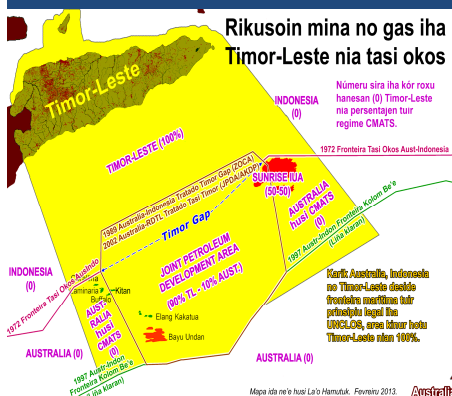 Rikusoin mina no gas iha
Timor-Leste nia tasi okos
Timor-Leste
Númeru sira iha kór roxu
hanesan (0) Timor-Leste
nia persentajen tuir
regime CMATS.
INDONESIA
(0)
TIMOR-LESTE (100%)
1972 Fronteira Tasi Okos Aust-Indonesia
SUNRISE IUA
(50-50)
1989 Australia-Indonesia Tratado Timor Gap (ZOCA)
2002 Australia-RDTL Tratado Tasi Timor (JPDA/AKDP)
Timor Gap
AUSTRALIA
husi CMATS
(0)
1997 Austr-Indon Fronteira Kolom Be'e
(Liña klaran)
JOINT PETROLEUM
DEVELOPMENT AREA
(90% TL - 10% AUST.)
INDONESIA
(0)
1972 Fronteira Tasi Okos AusIndo
Laminaria
Buffalo
Kitan
Elang Kakatua
Bayu Undan
AUST-
RALIA
husi
CMATS
(0)
Karik Australia, Indonesia
no Timor-Leste deside
fronteira marítima tuir
prinsipiu legal iha
UNCLOS, area kinur hotu
Timor-Leste nian 100%.
AUSTRALIA (0)
AUSTRALIA (0)
1997 Austr-Indon
Fronteira Kolom Be'e
(Liña klaran)
Mapa ida ne'e husi La'o Hamutuk. Fevreiru 2013.
Australia